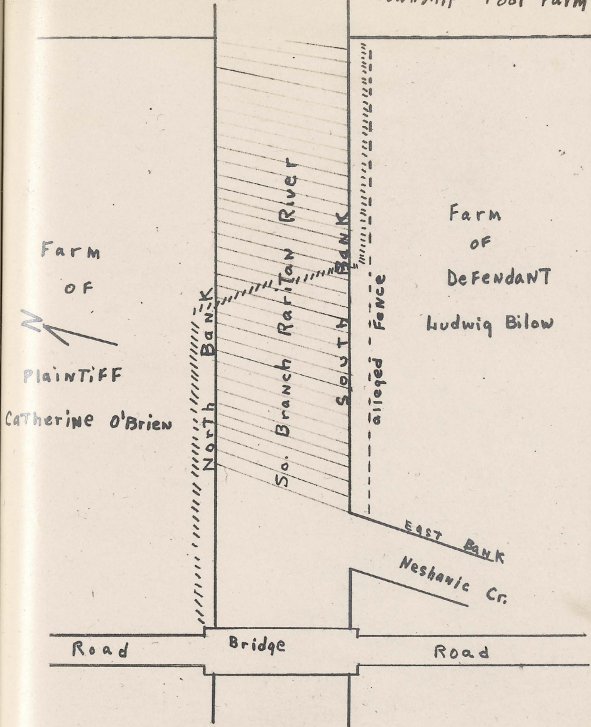 Poor Farm
Farm
OF
PlainTiFF
CaTherine O'Brien
N
NorTh Bank
So. Branch RariTan River
SouTh Bank
alleged Fence
Farm
OF
DeFendanT
Ludwig Bilow
EasT Bank
Neshanic Cr.
Road
Bridge
Road